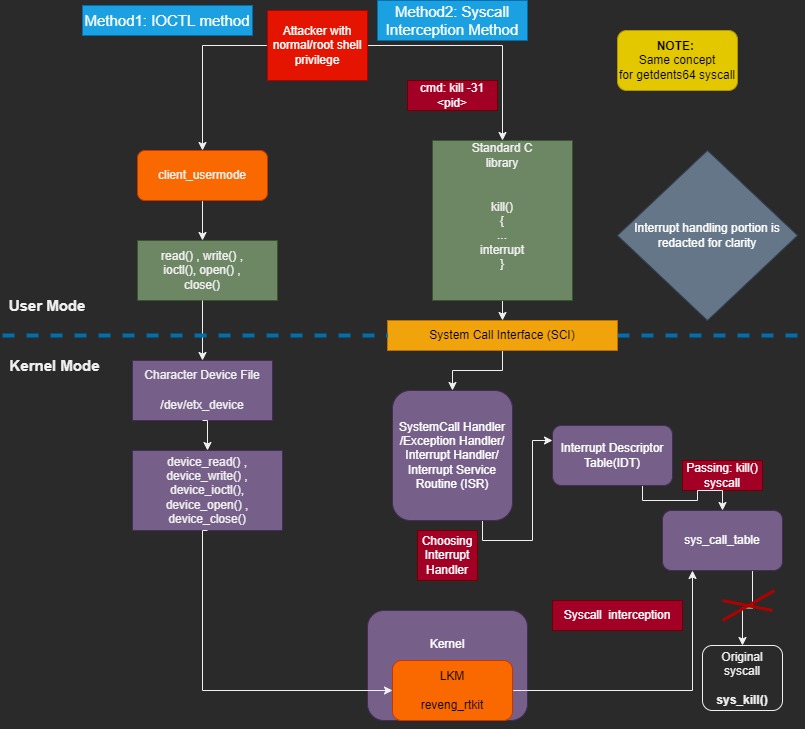 Method1: IOCTL method
Attacker with
normal/root shell
privilege
Method2: Syscall
Interception Method
NOTE:
Same concept
for getdents64 syscall
cmd: kill -31
<pid>
client_usermode
Standard C
library
kill()
{
...
interrupt
}
Interrupt handling portion is
redacted for clarity
read() , write() ,
ioctl(), open() ,
close()
User Mode
System Call Interface (SCI)
Kernel Mode
Character Device File
/dev/etx_device
SystemCall Handler
/Exception Handler/
Interrupt Handler/
Interrupt Service
Routine (ISR)
Interrupt Descriptor
Table(IDT)
Passing: kill()
syscall
device_read() ,
device_write() ,
device_ioctl(),
device_open() ,
device_close()
Choosing
Interrupt
Handler
sys_call_table
Syscall interception
Kernel
LKM
reveng_rtkit
Original
syscall
sys_kill()